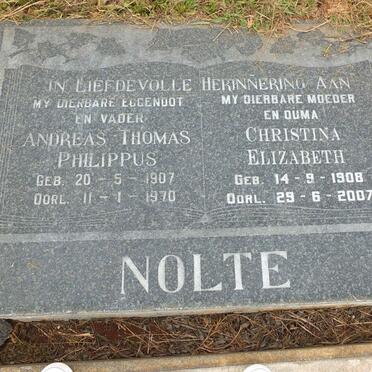 IN LIEFDEVOLLE HERINNERING AAN
MY DIERBARE EGGENOOT
EN VADER
ANDREAS THOMAS
PHILIPPUS
GEB. 20 - 5 - 1907
OORL. 11 - 1 - 1970
MY DIERBARE MOEDER
EN OUMA
CHRISTINA
ELIZABETH
GEB. 14 - 9 - 1908
OORL. 29 - 6 - 2007
NOLTE